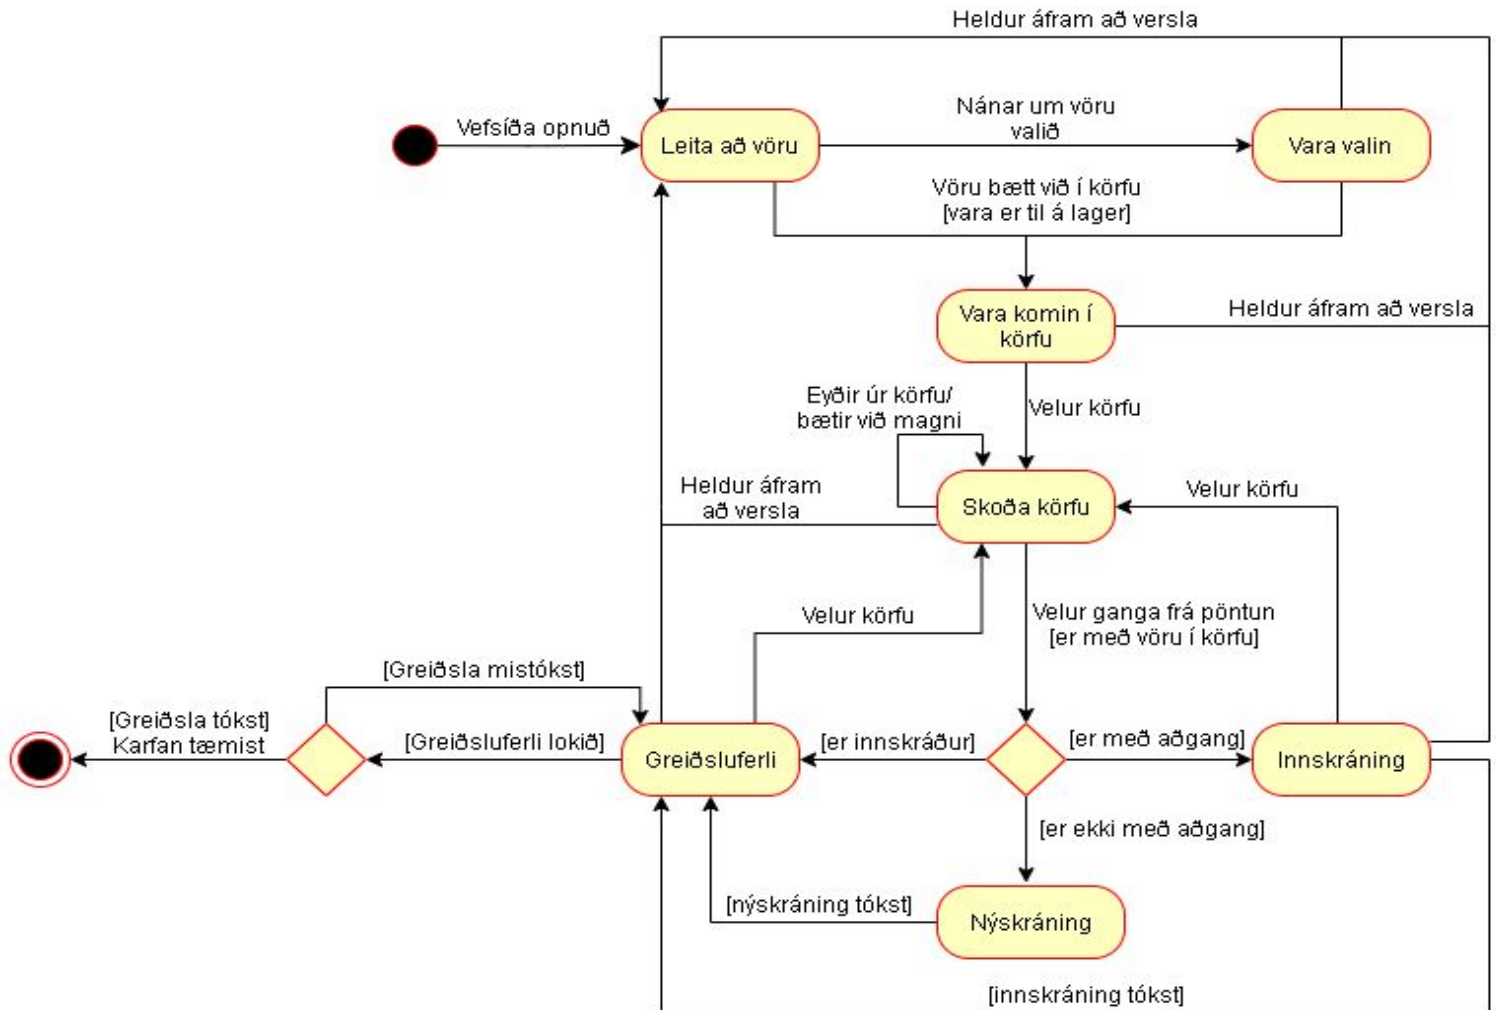 Heldur áfram að versla
Vefsíða opnuð
Leita að vöru
Nánar um vöru
valið
Vara valin
Vöru bætt við í körfu
[vara er til á lager]
Vara komin í
körfu
Heldur áfram að versla
Eyðir úr körfu/
bætir við magni
Velur körfu
Heldur áfram
að versla
Skoða körfu
Velur körfu
Velur körfu
Velur ganga frá pöntun
[er með vöru í körfu]
[Greiðsla mistókst]
[Greiðsla tókst]
Karfan tæmist
[Greiðsluferli lokið]
Greiðsluferli
[er innskráður]
[er með aðgang]
Innskráning
[er ekki með aðgang]
[nýskráning tókst]
Nýskráning
[innskráning tókst]